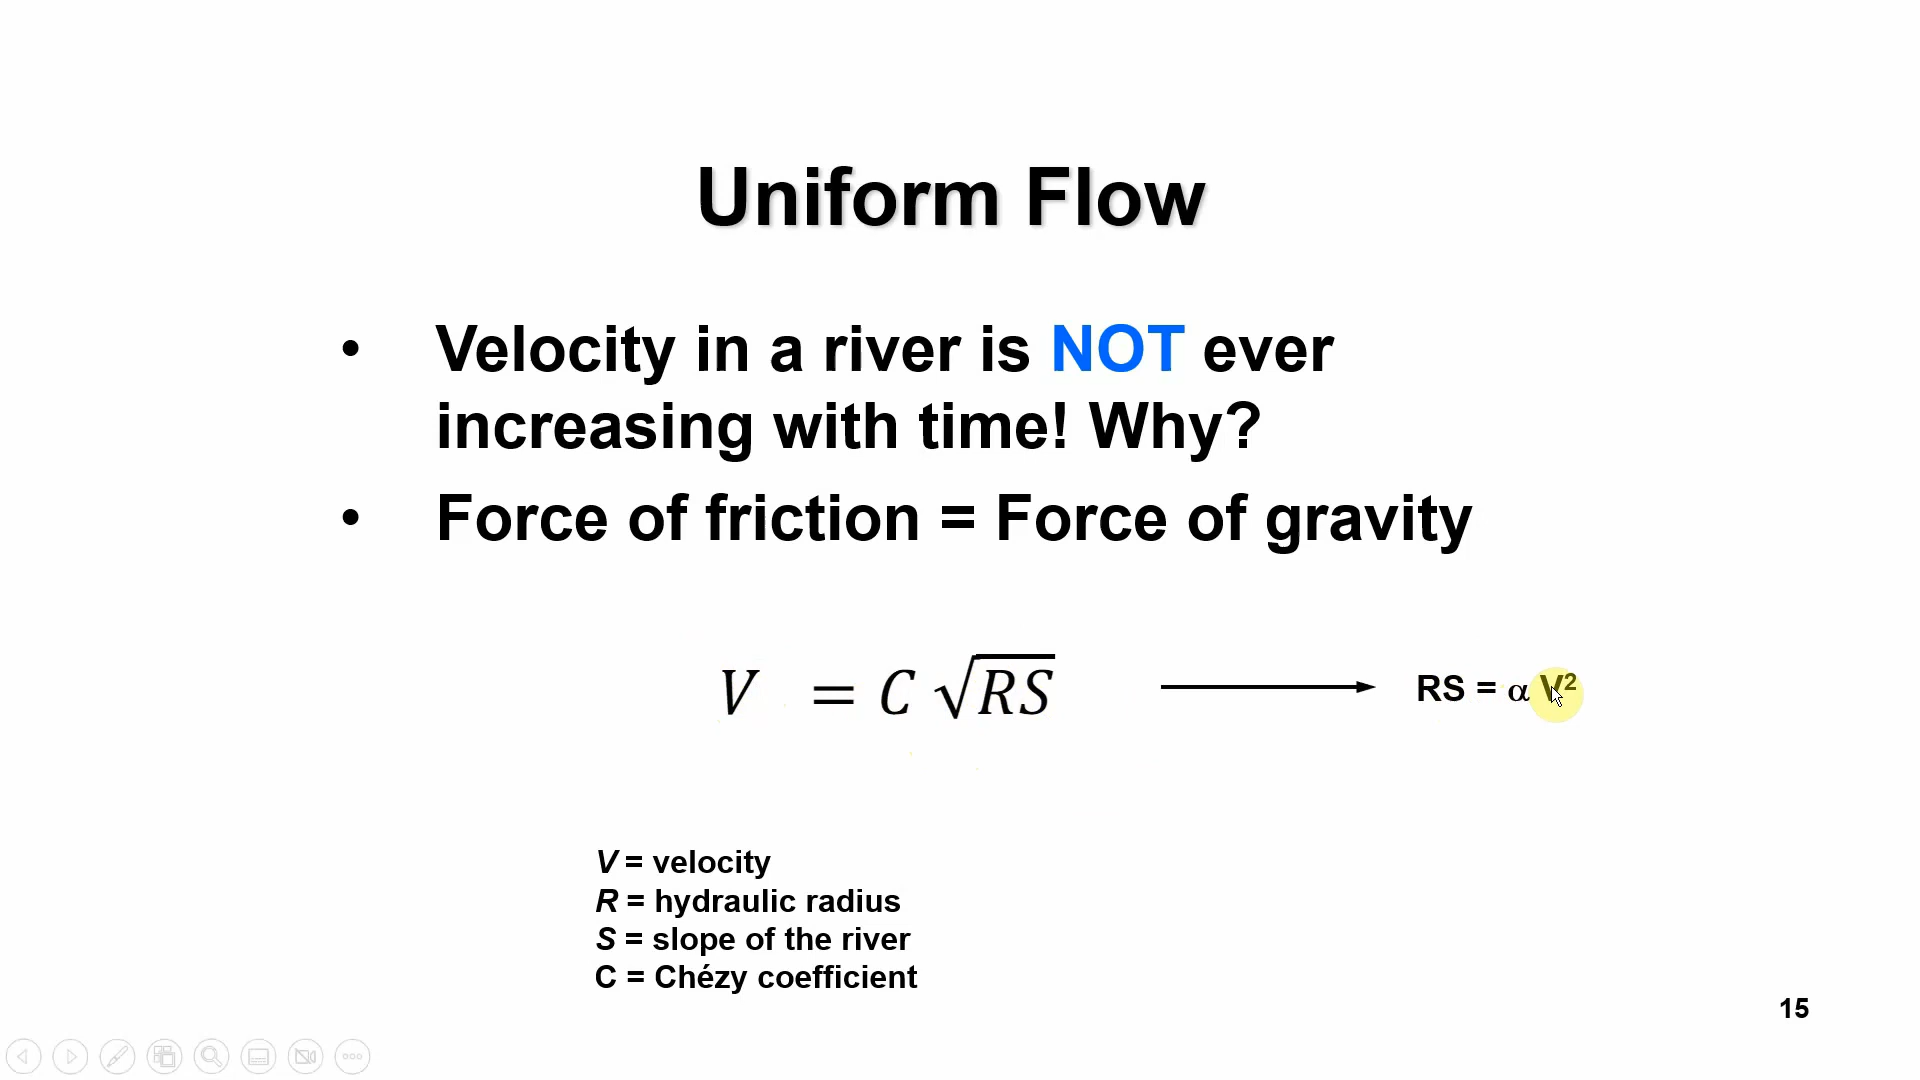 Uniform Flow
• Velocity in a river is NOT ever
increasing with time! Why?
• Force of friction = Force of gravity
V = C √RS
RS = α V²
V = velocity
R = hydraulic radius
S = slope of the river
C = Chézy coefficient
15